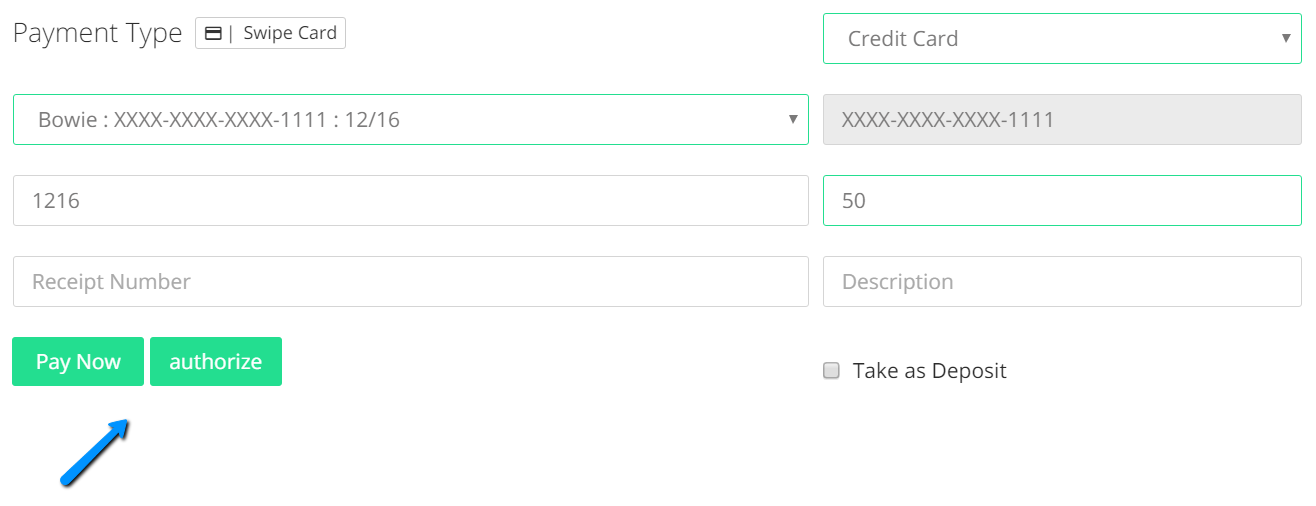 Payment Type | Swipe Card Credit Card
Bowie : XXXX-XXXX-XXXX-1111 : 12/16 XXXX-XXXX-XXXX-1111
1216 50
Receipt Number Description
Pay Now authorize Take as Deposit